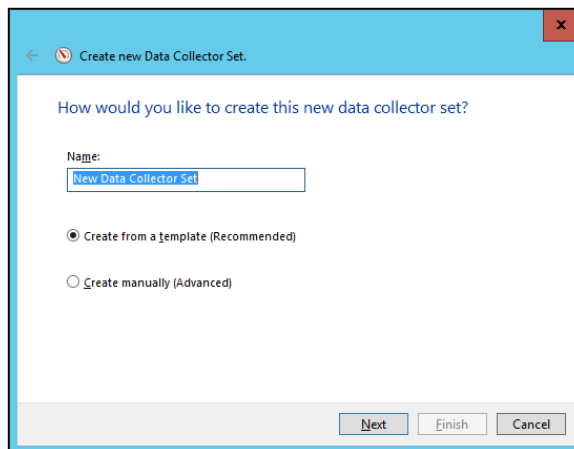 x
Create new Data Collector Set.
How would you like to create this new data collector set?
Name:
New Data Collector Set
Create from a template (Recommended)
Create manually (Advanced)
Next Finish Cancel